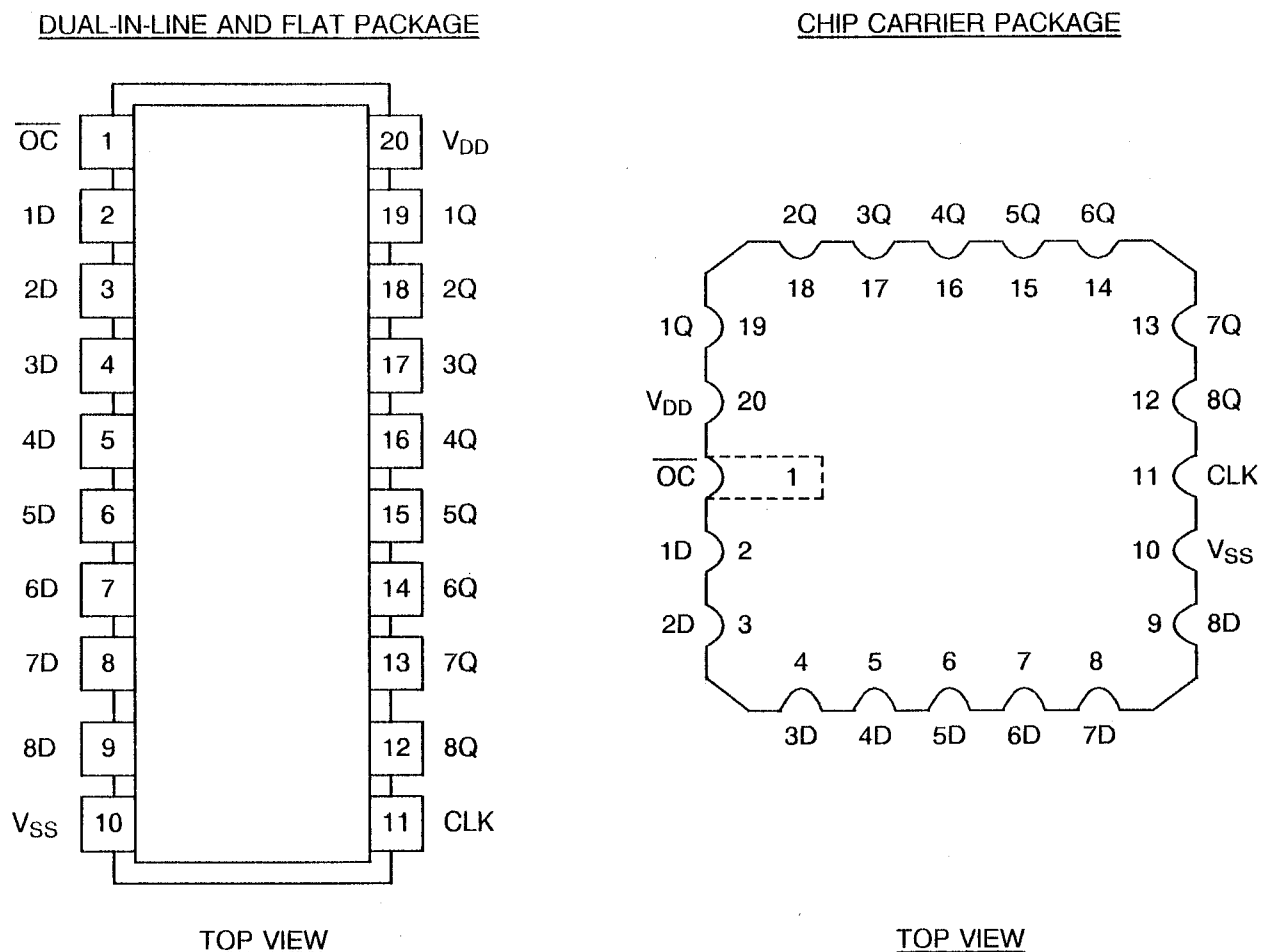 DUAL-IN-LINE AND FLAT PACKAGE
OC 1 20 VDD
1D 2 19 1Q
2D 3 18 2Q
3D 4 17 3Q
4D 5 16 4Q
5D 6 15 5Q
6D 7 14 6Q
7D 8 13 7Q
8D 9 12 8Q
VSS 10 11 CLK
TOP VIEW
CHIP CARRIER PACKAGE
2Q 3Q 4Q 5Q 6Q
18 17 16 15 14
1Q 19 13 7Q
VDD 20 12 8Q
OC 1 11 CLK
1D 2 10 VSS
2D 3 9 8D
4 5 6 7 8
3D 4D 5D 6D 7D
TOP VIEW